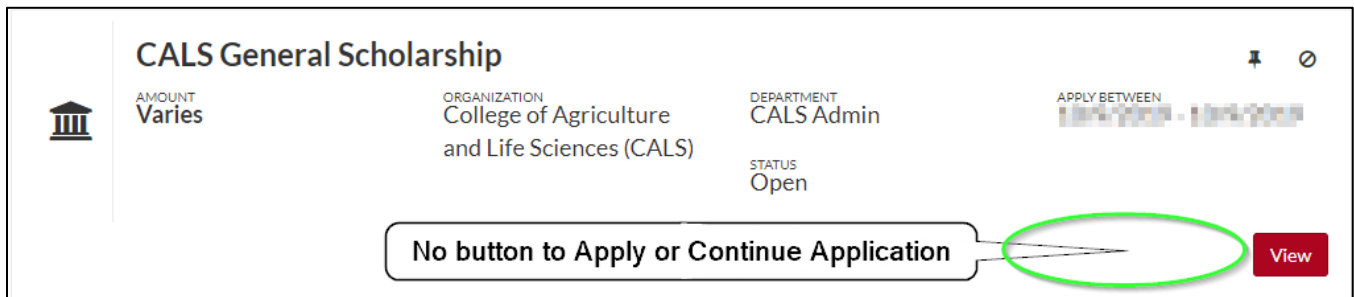 CALS General Scholarship
AMOUNT
Varies
ORGANIZATION
College of Agriculture
and Life Sciences (CALS)
DEPARTMENT
CALS Admin
STATUS
Open
APPLY BETWEEN
No button to Apply or Continue Application
View